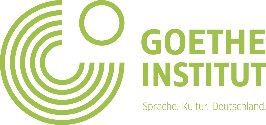 GOETHE
INSTITUT
Sprache. Kultur. Deutschland.